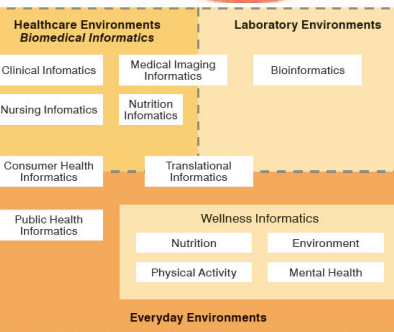 Healthcare Environments
Biomedical Informatics
Laboratory Environments
Clinical Infomatics
Medical Imaging
Informatics
Bioinformatics
Nursing Infomatics
Nutrition
Infomatics
Consumer Health
Informatics
Translational
Informatics
Public Health
Informatics
Wellness Informatics
Nutrition
Environment
Physical Activity
Mental Health
Everyday Environments